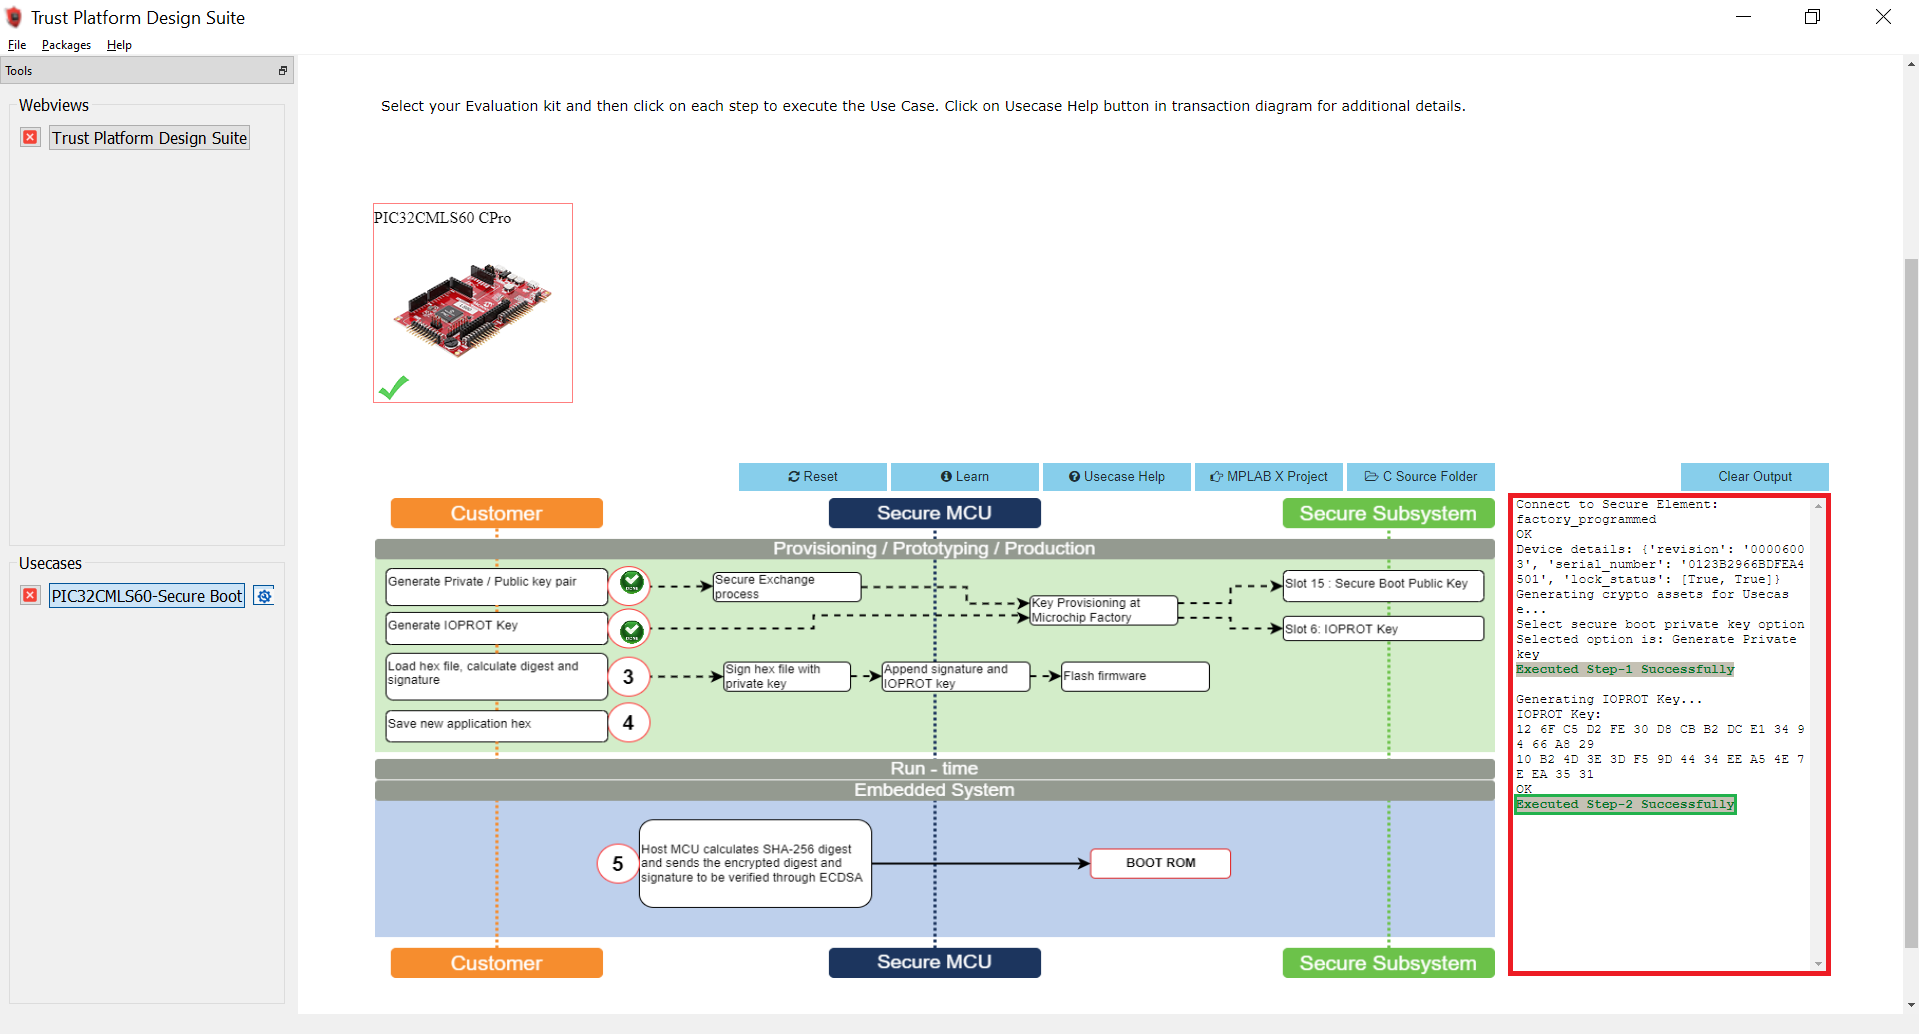 Trust Platform Design Suite
File Packages Help
Tools
Webviews
Trust Platform Design Suite
Usecases
PIC32CMLS60-Secure Boot
Select your Evaluation kit and then click on each step to execute the Use Case. Click on Usecase Help button in transaction diagram for additional details.
PIC32CMLS60 CPro
Reset
Learn
Usecase Help
MPLAB X Project
C Source Folder
Clear Output
Customer
Secure MCU
Secure Subsystem
Provisioning / Prototyping / Production
Generate Private / Public key pair
Secure Exchange
process
Key Provisioning at
Microchip Factory
Slot 15 : Secure Boot Public Key
Generate IOPROT Key
Slot 6: IOPROT Key
Load hex file, calculate digest and
signature
3
Sign hex file with
private key
Append signature and
IOPROT key
Flash firmware
Save new application hex
4
Run - time
Embedded System
5
Host MCU calculates SHA-256 digest
and sends the encrypted digest and
signature to be verified through ECDSA
BOOT ROM
Customer
Secure MCU
Secure Subsystem
Connect to Secure Element:
factory_programmed
OK
Device details: {'revision': '0000600
3', 'serial_number': '0123B2966BDFEA4
501', 'lock_status': [True, True]}
Generating crypto assets for Usecas
e...
Select secure boot private key option
Selected option is: Generate Private
key
Executed Step-1 Successfully
Generating IOPROT Key...
IOPROT Key:
12 6F C5 D2 FE 30 D8 CB B2 DC E1 34 9
4 66 A8 29
10 B2 4D 3E 3D F5 9D 44 34 EE A5 4E 7
E EA 35 31
OK
Executed Step-2 Successfully